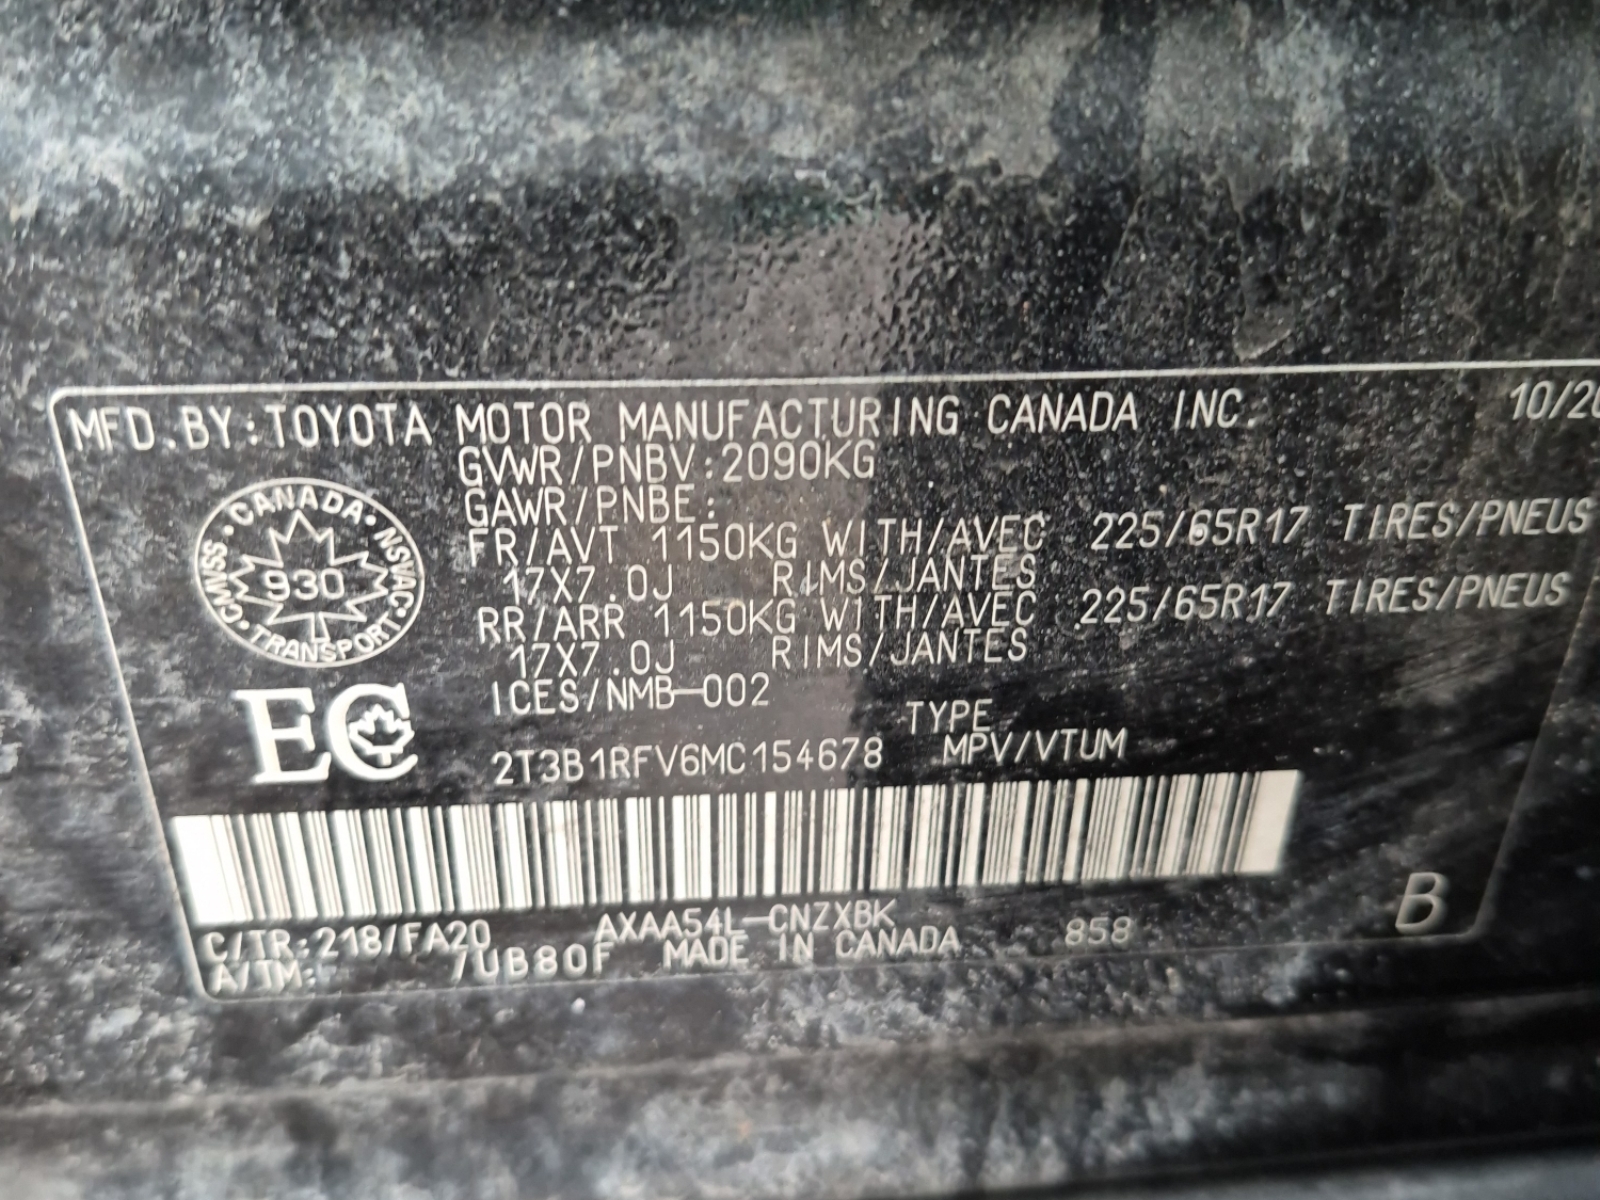 MFD.BY:TOYOTA MOTOR MANUFACTURING CANADA INC. 10/20
GVWR/PNBV:2090KG
GAWR/PNBE:
FR/AVT 1150KG WITH/AVEC 225/65R17 TIRES/PNEUS
17X7.0J RIMS/JANTES
RR/ARR 1150KG WITH/AVEC 225/65R17 TIRES/PNEUS
17X7.0J RIMS/JANTES
ICES/NMB-002
CANADA · NSVAC · TRANSPORT · CMVSS ·
930
EC
TYPE
2T3B1RFV6MC154678 MPV/VTUM
C/TR:218/FA20 AXAA54L-CNZXBK 858 B
A/TM: 7UB80F MADE IN CANADA